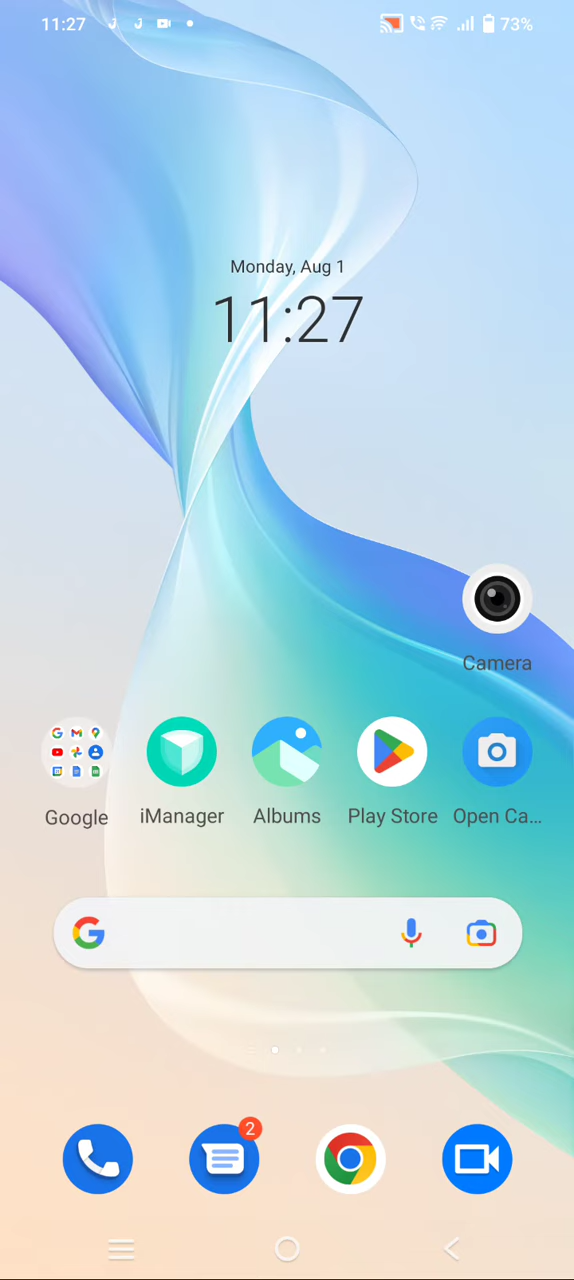 11:27
73%
Monday, Aug 1
11:27
Camera
Google
iManager
Albums
Play Store
Open Ca...
2